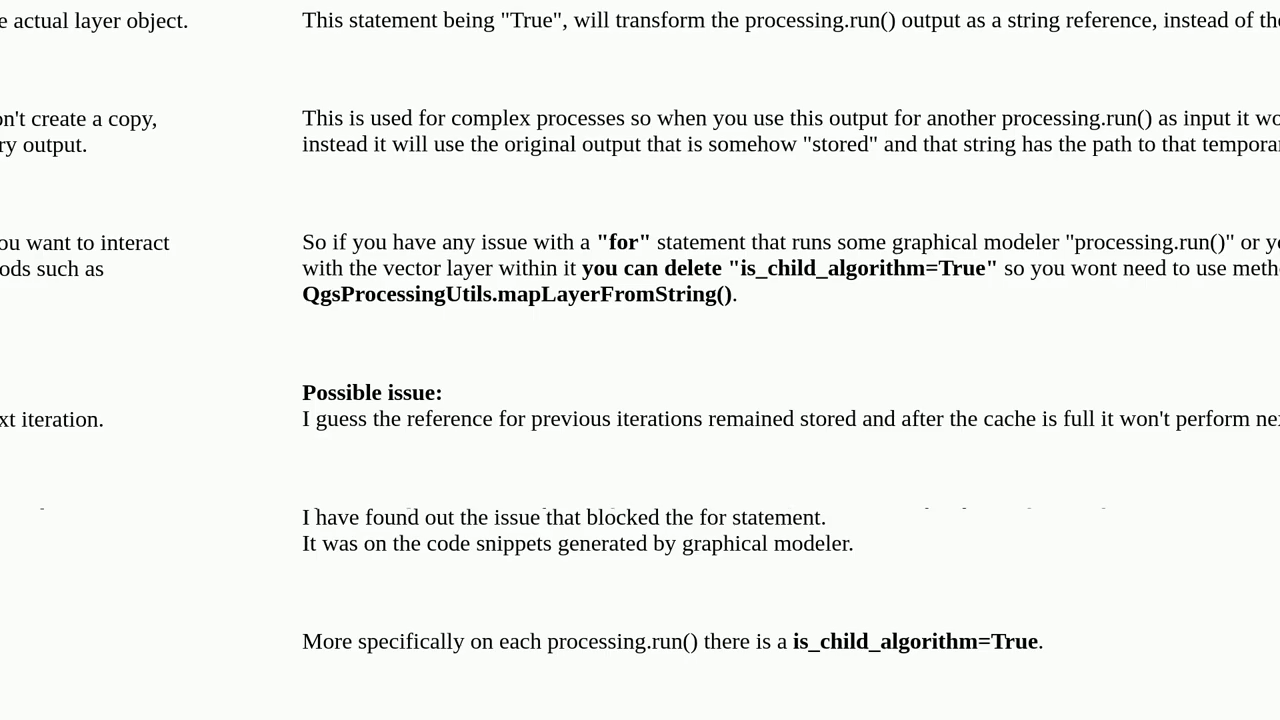 e actual layer object.
This statement being "True", will transform the processing.run() output as a string reference, instead of th
on't create a copy,
ry output.
This is used for complex processes so when you use this output for another processing.run() as input it wo
instead it will use the original output that is somehow "stored" and that string has the path to that tempora
ou want to interact
ods such as
So if you have any issue with a "for" statement that runs some graphical modeler "processing.run()" or y
with the vector layer within it you can delete "is_child_algorithm=True" so you wont need to use meth
QgsProcessingUtils.mapLayerFromString().
Possible issue:
xt iteration.
I guess the reference for previous iterations remained stored and after the cache is full it won't perform ne
I have found out the issue that blocked the for statement.
It was on the code snippets generated by graphical modeler.
More specifically on each processing.run() there is a is_child_algorithm=True.